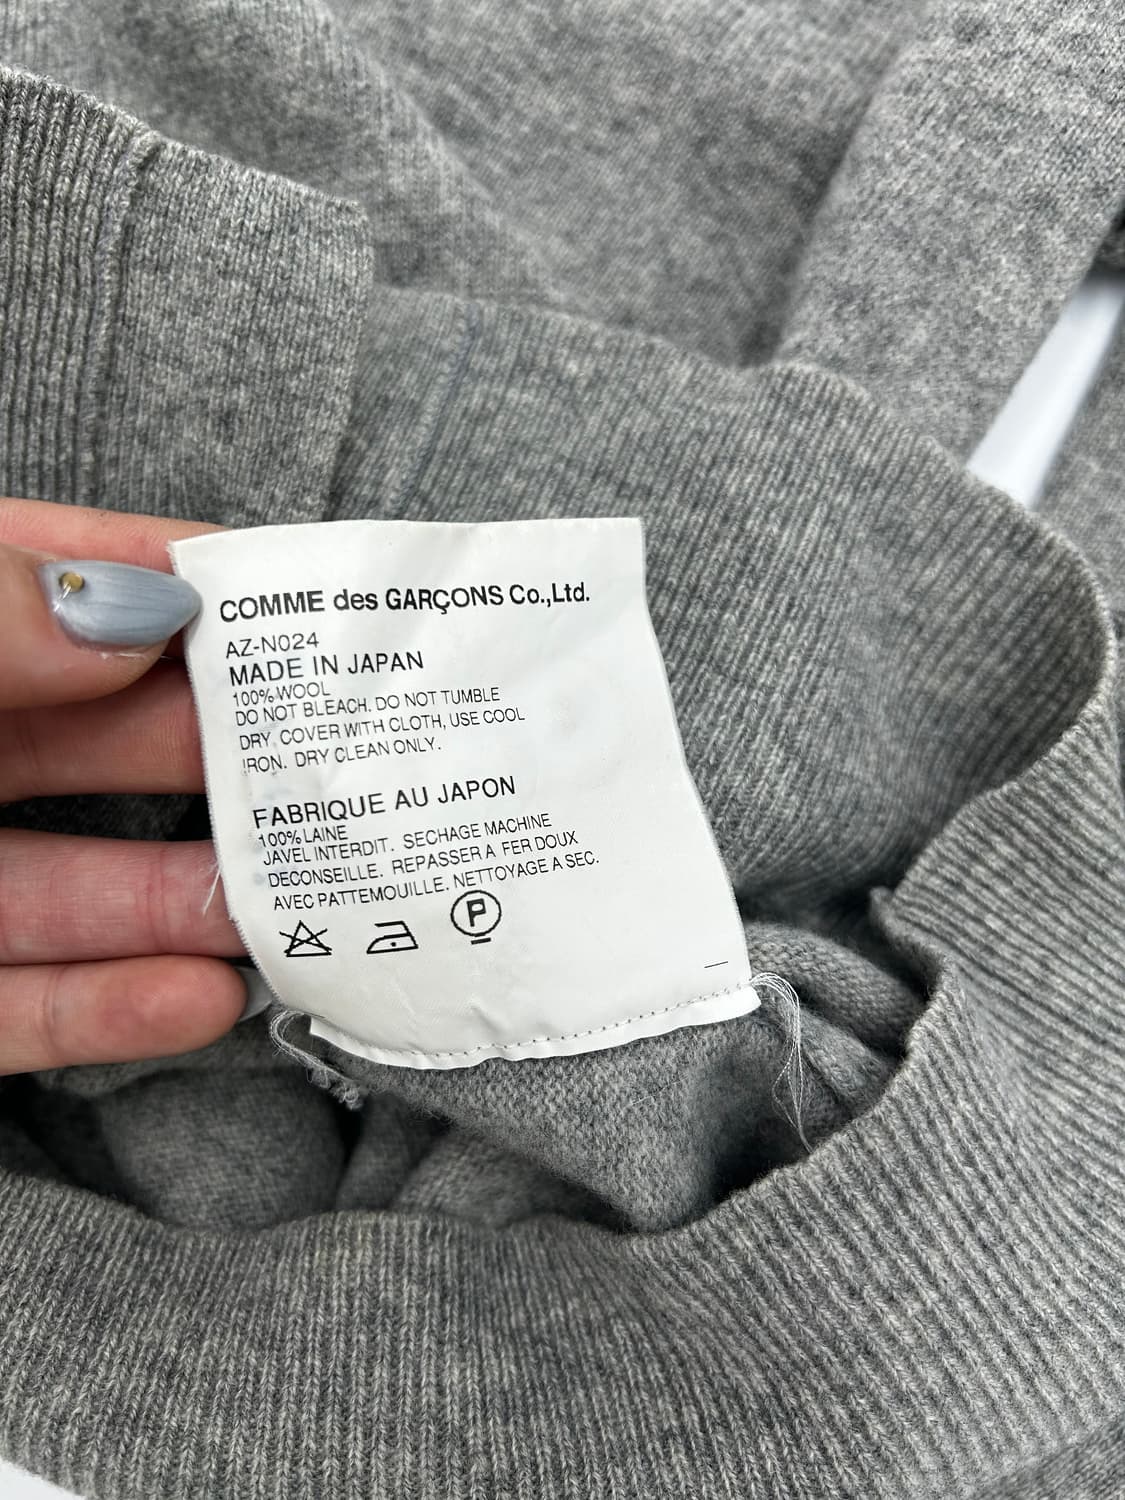 COMME des GARÇONS Co.,Ltd.
AZ-N024
MADE IN JAPAN
100% WOOL
DO NOT BLEACH. DO NOT TUMBLE
DRY. COVER WITH CLOTH, USE COOL
IRON. DRY CLEAN ONLY.
FABRIQUE AU JAPON
100% LAINE
JAVEL INTERDIT. SECHAGE MACHINE
DECONSEILLE. REPASSER A FER DOUX
AVEC PATTEMOUILLE. NETTOYAGE A SEC.
P